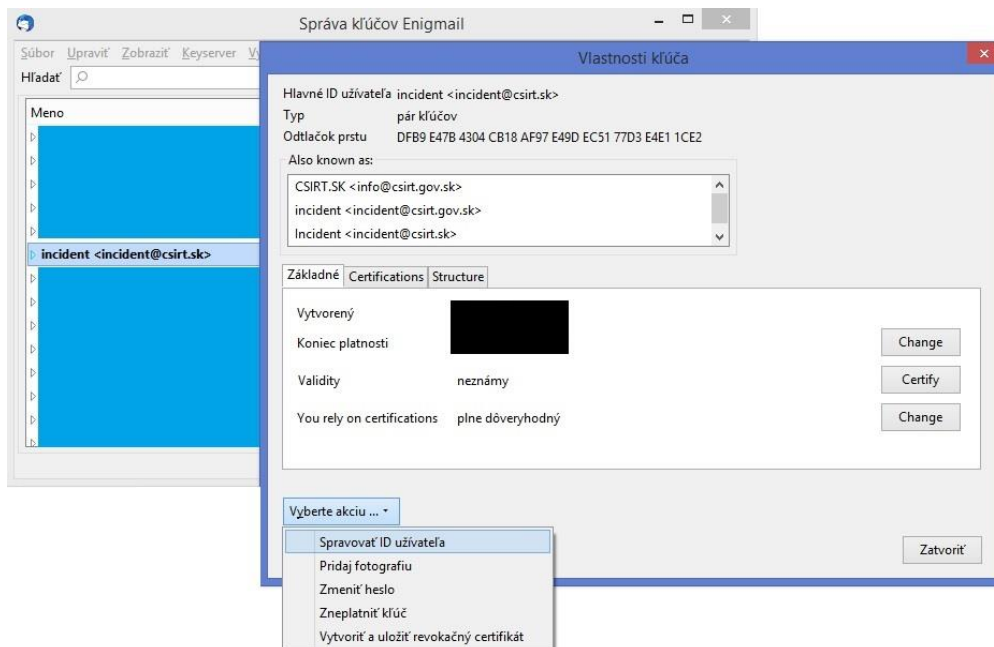 Správa kľúčov Enigmail
Súbor Upraviť Zobraziť Keyserver
Hľadať
Meno
incident <incident@csirt.sk>
Vlastnosti kľúča
Hlavné ID užívateľa incident <incident@csirt.sk>
Typ pár kľúčov
Odtlačok prstu DFB9 E47B 4304 CB18 AF97 E49D EC51 77D3 E4E1 1CE2
Also known as:
CSIRT.SK <info@csirt.gov.sk>
incident <incident@csirt.gov.sk>
Incident <incident@csirt.sk>
Základné Certifications Structure
Vytvorený
Koniec platnosti Change
Validity neznámy Certify
You rely on certifications plne dôveryhodný Change
Vyberte akciu ...
Spravovať ID užívateľa
Pridaj fotografiu
Zmeniť heslo
Zneplatniť kľúč
Vytvoriť a uložiť revokačný certifikát
Zatvoriť